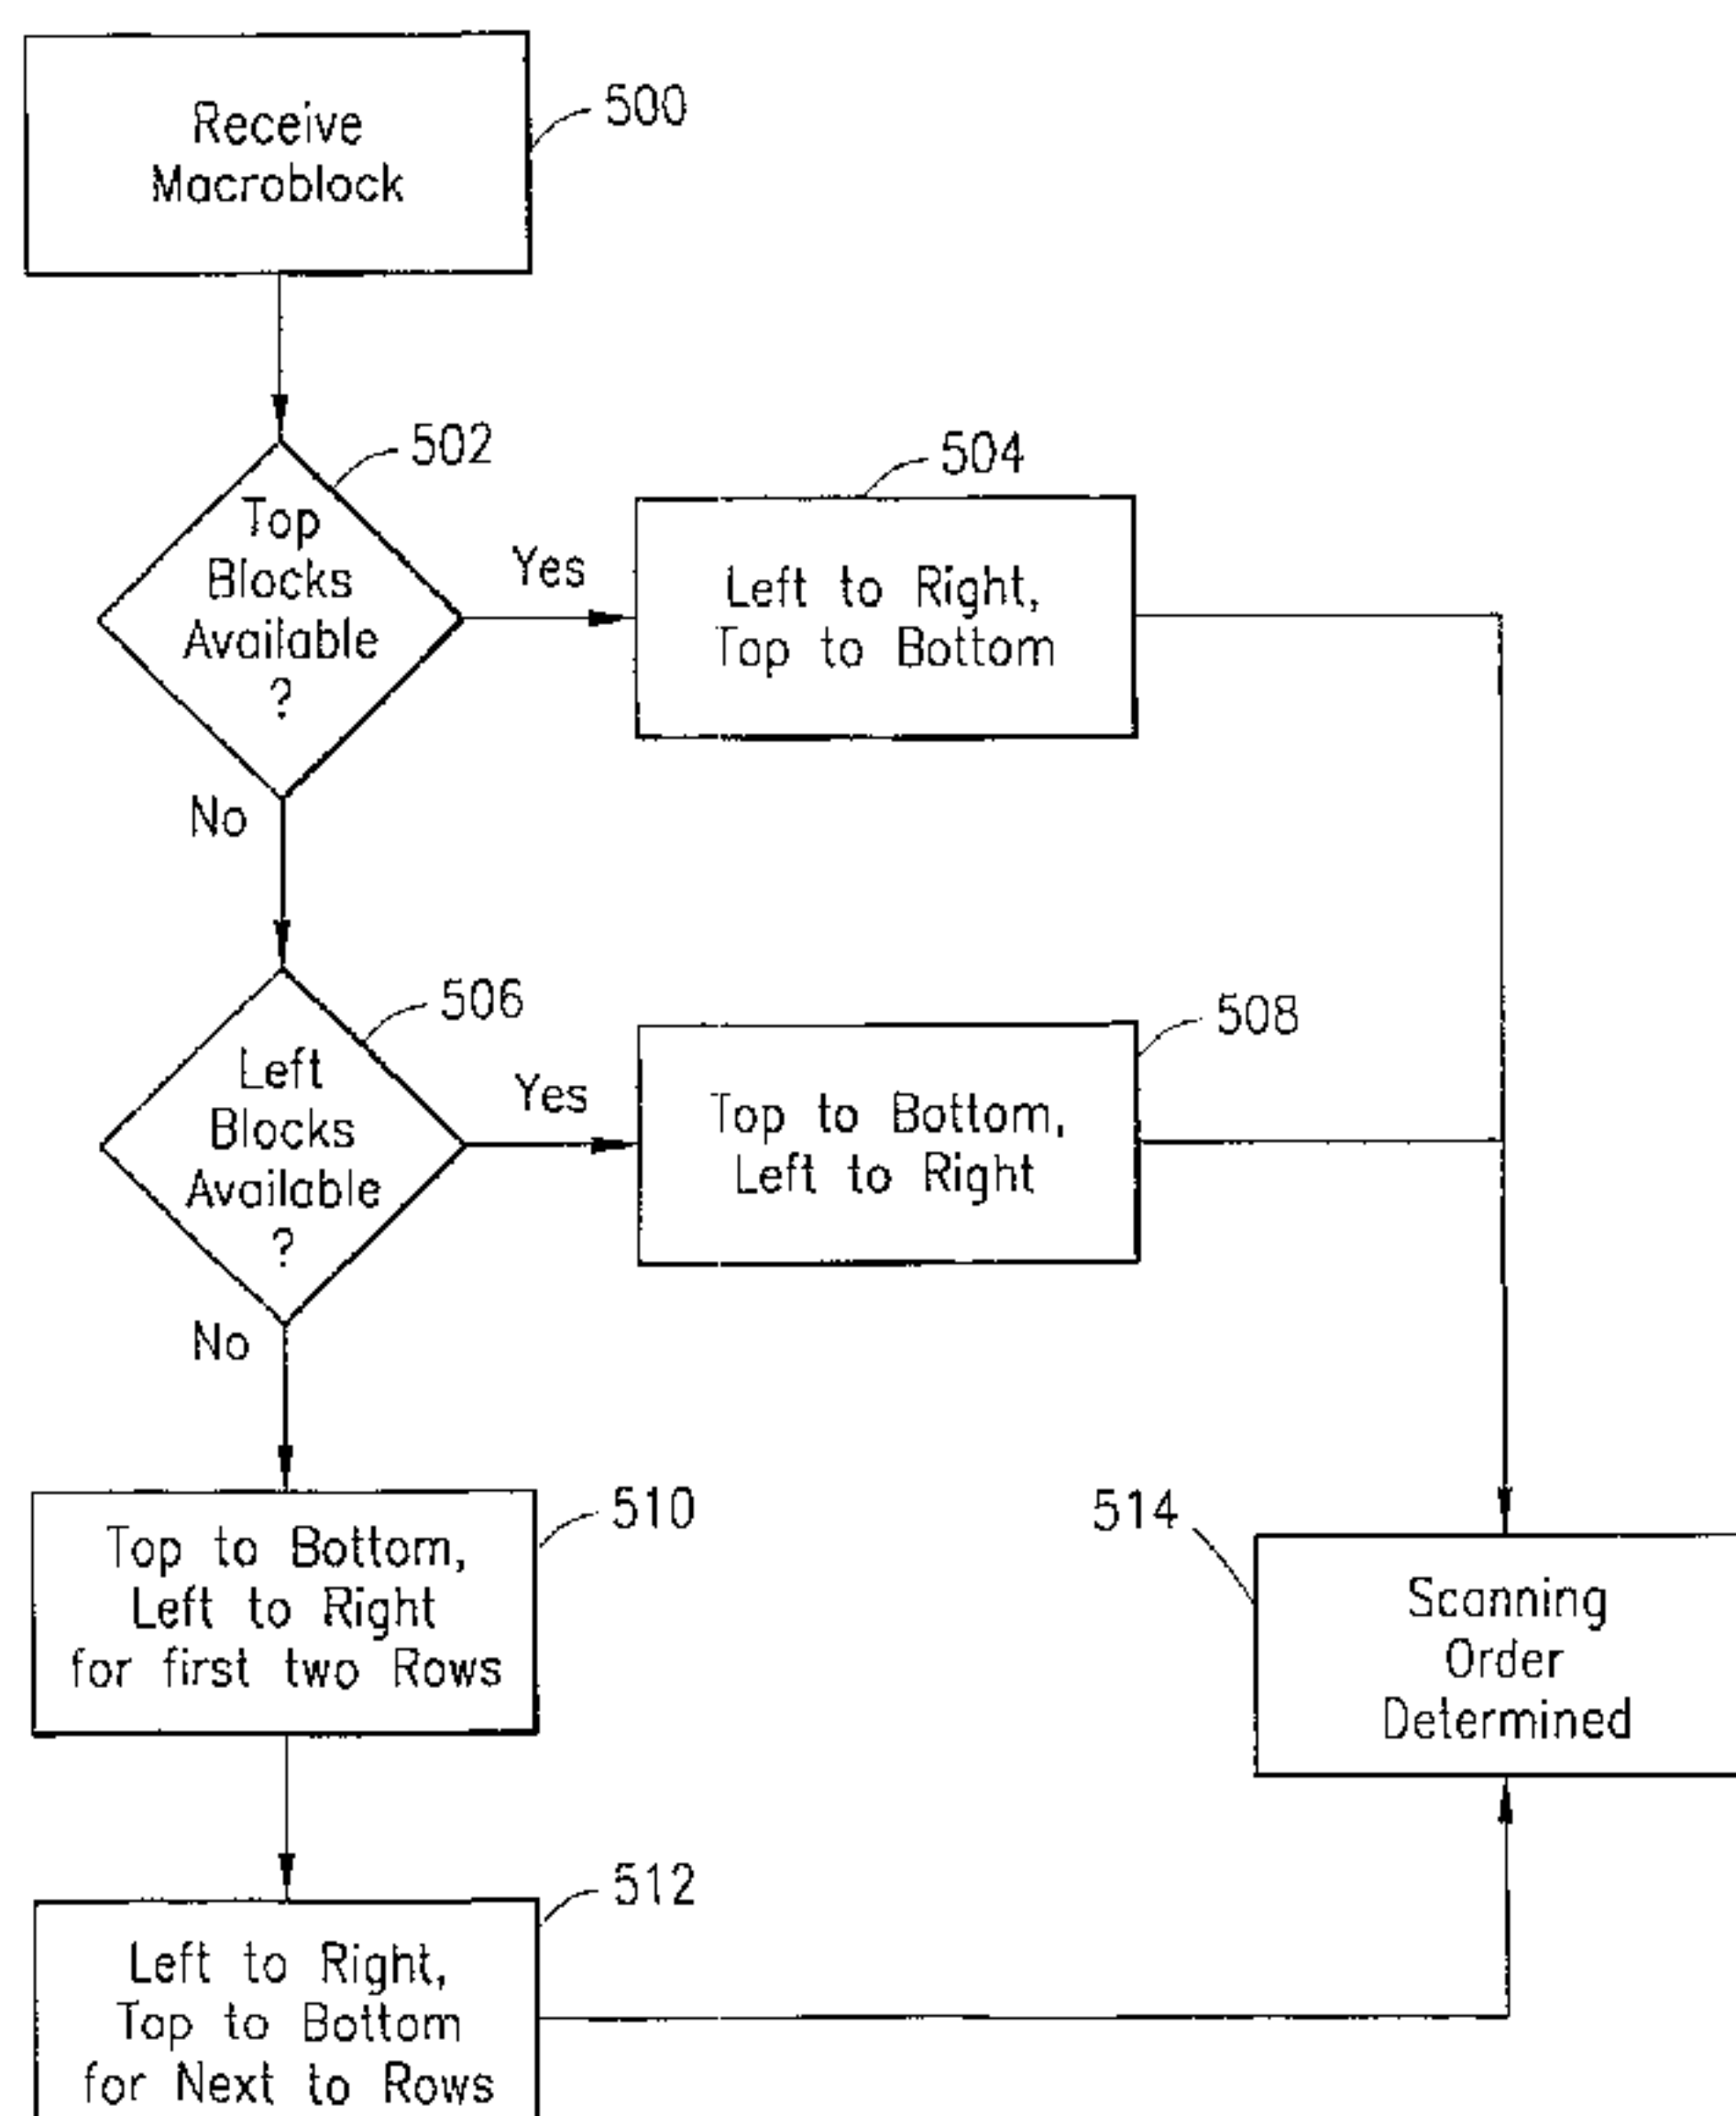 Receive
Macroblock
500
502
Top
Blocks
Available
?
Yes
504
Left to Right,
Top to Bottom
No
506
Left
Blocks
Available
?
Yes
508
Top to Bottom,
Left to Right
No
510
Top to Bottom,
Left to Right
for first two Rows
514
Scanning
Order
Determined
512
Left to Right,
Top to Bottom
for Next to Rows